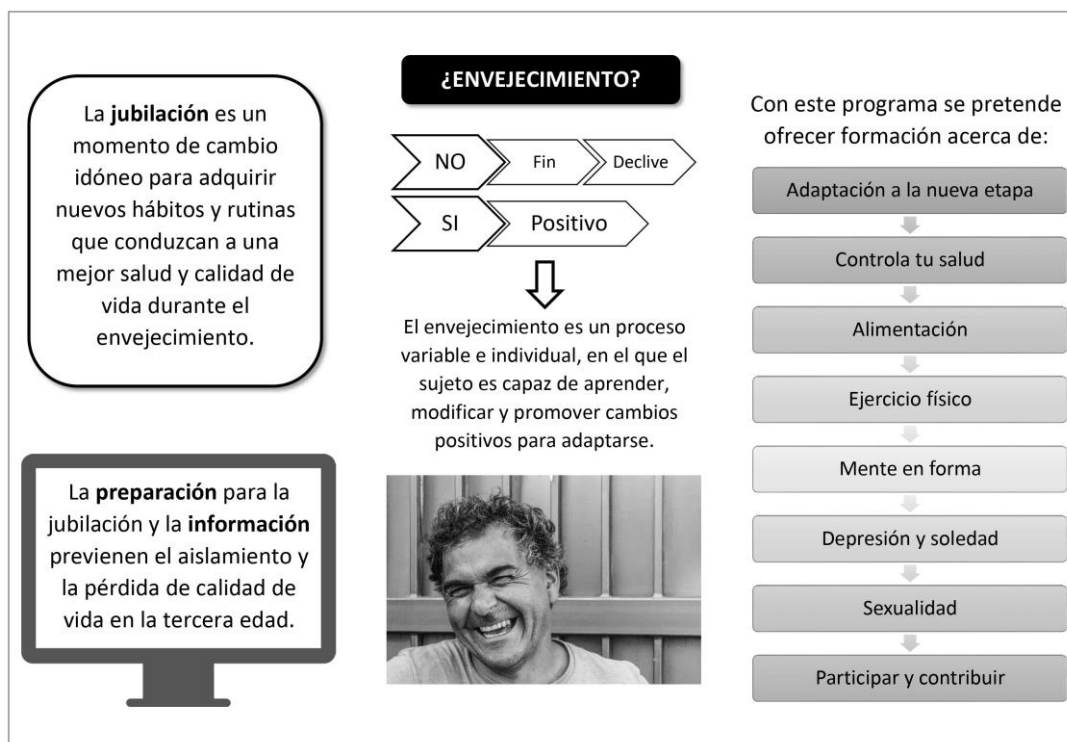 La jubilación es un
momento de cambio
idóneo para adquirir
nuevos hábitos y rutinas
que conduzcan a una
mejor salud y calidad de
vida durante el
envejecimiento.
La preparación para la
jubilación y la información
previenen el aislamiento y
la pérdida de calidad de
vida en la tercera edad.
¿ENVEJECIMIENTO?
NO Fin Declive
SI Positivo
El envejecimiento es un proceso
variable e individual, en el que el
sujeto es capaz de aprender,
modificar y promover cambios
positivos para adaptarse.
Con este programa se pretende
ofrecer formación acerca de:
Adaptación a la nueva etapa
Controla tu salud
Alimentación
Ejercicio físico
Mente en forma
Depresión y soledad
Sexualidad
Participar y contribuir